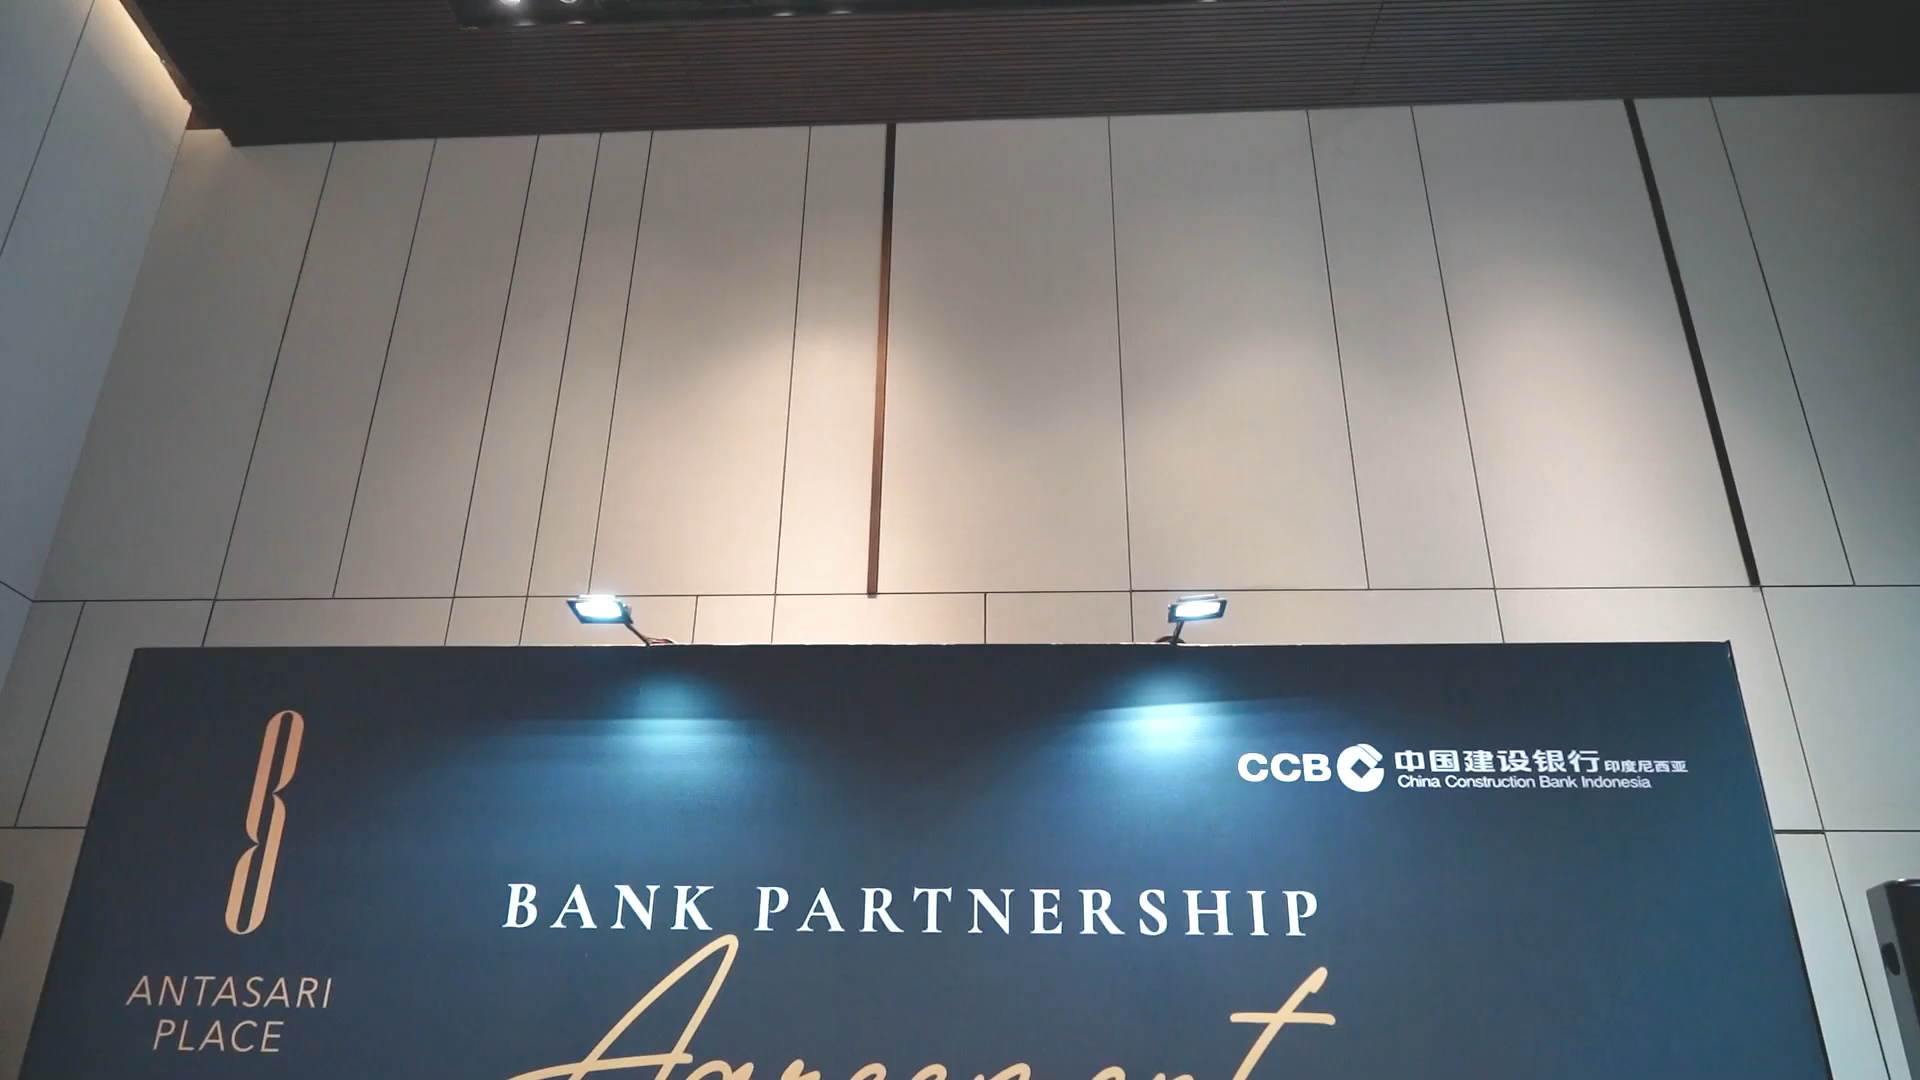 CCB 中国建设银行 印度尼西亚
China Construction Bank Indonesia
BANK PARTNERSHIP
Agreement
ANTASARI
PLACE